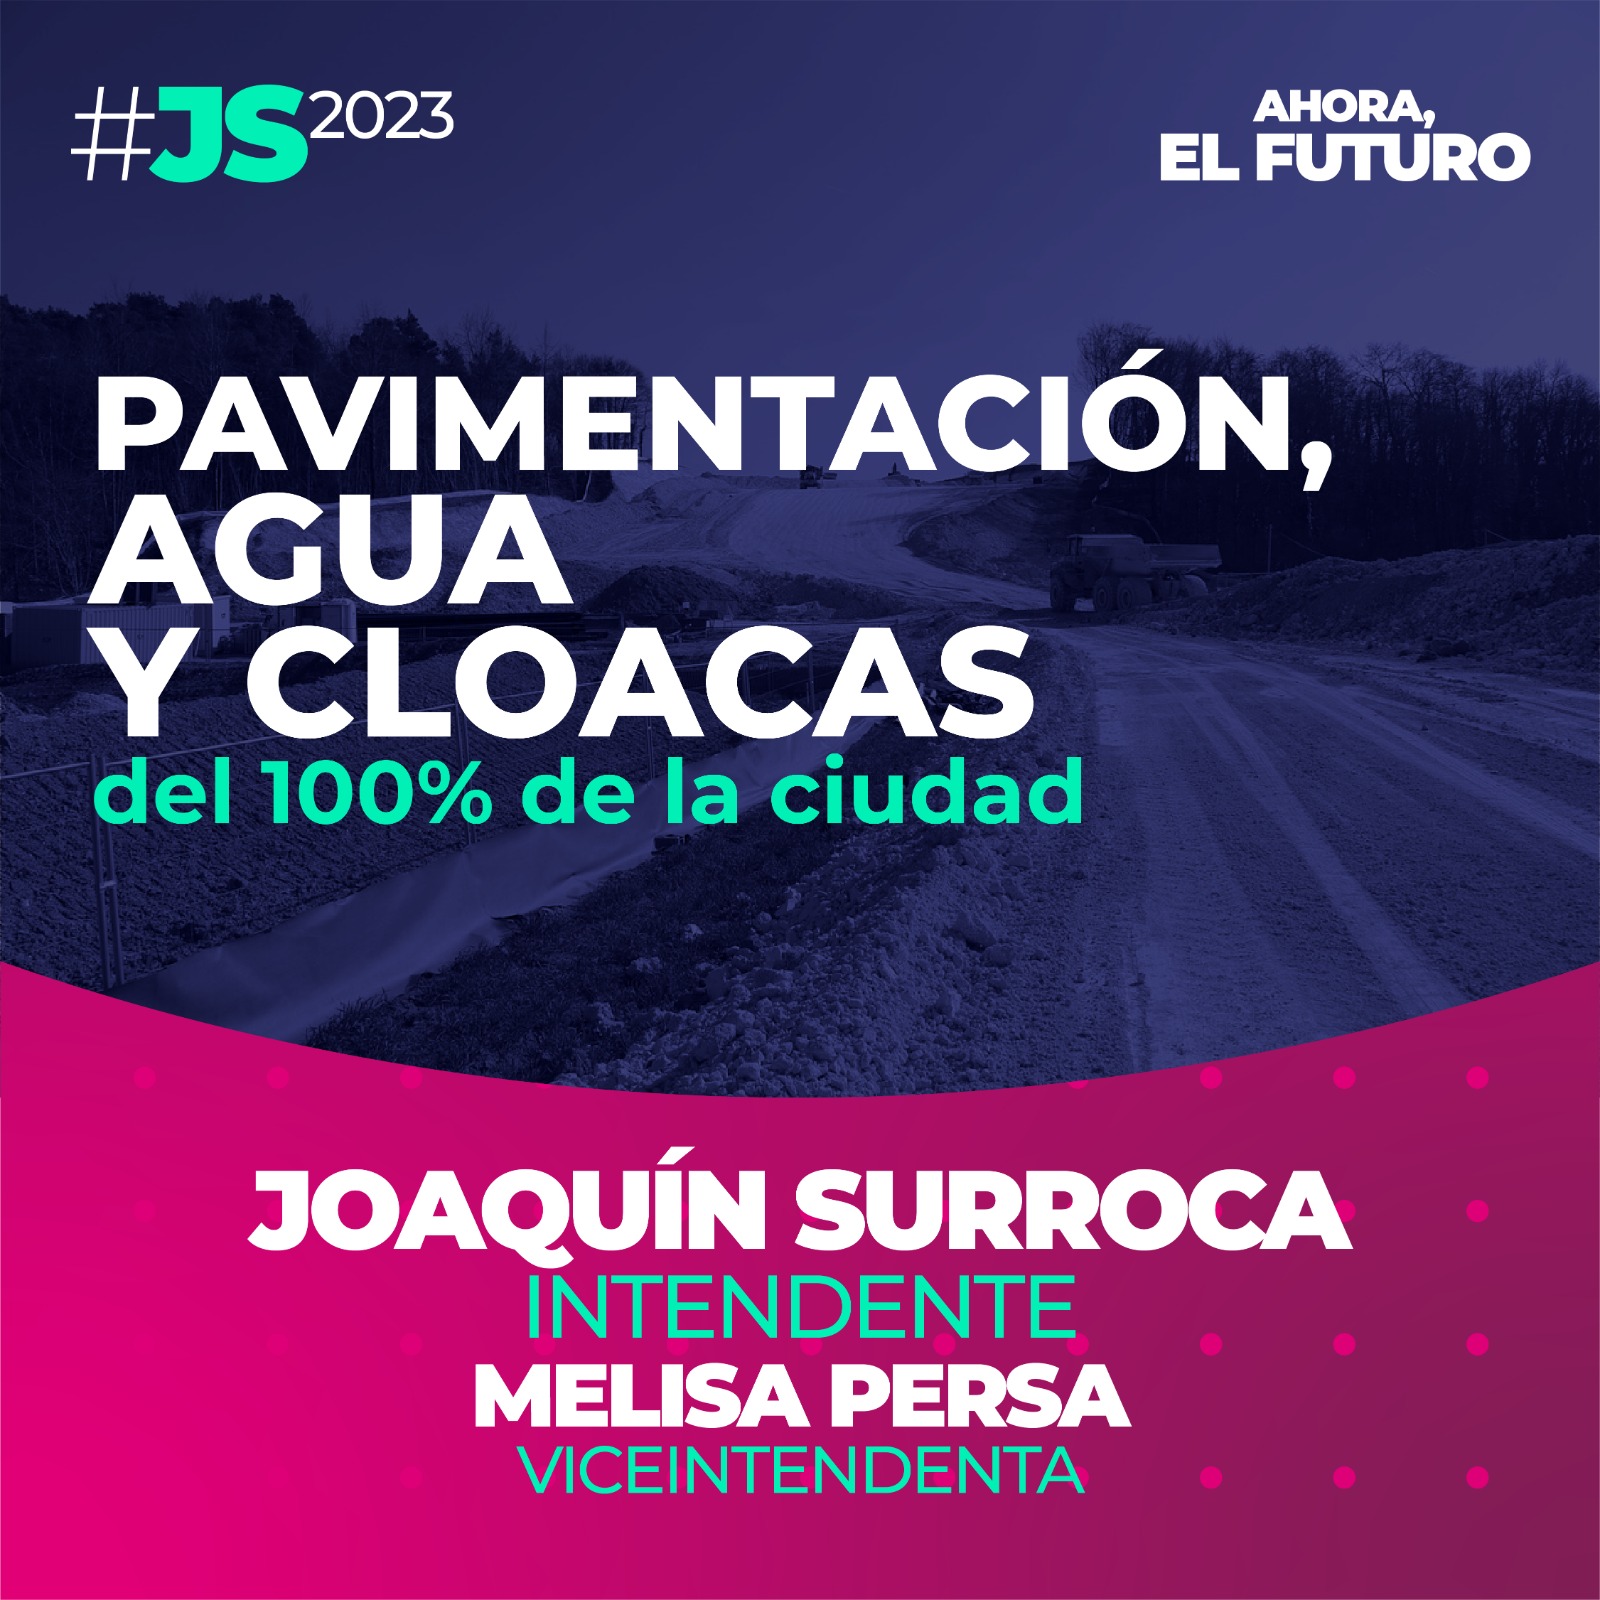 #JS2023
AHORA,
EL FUTURO
PAVIMENTACIÓN,
AGUA
Y CLOACAS
del 100% de la ciudad
JOAQUÍN SURROCA
INTENDENTE
MELISA PERSA
VICEINTENDENTA